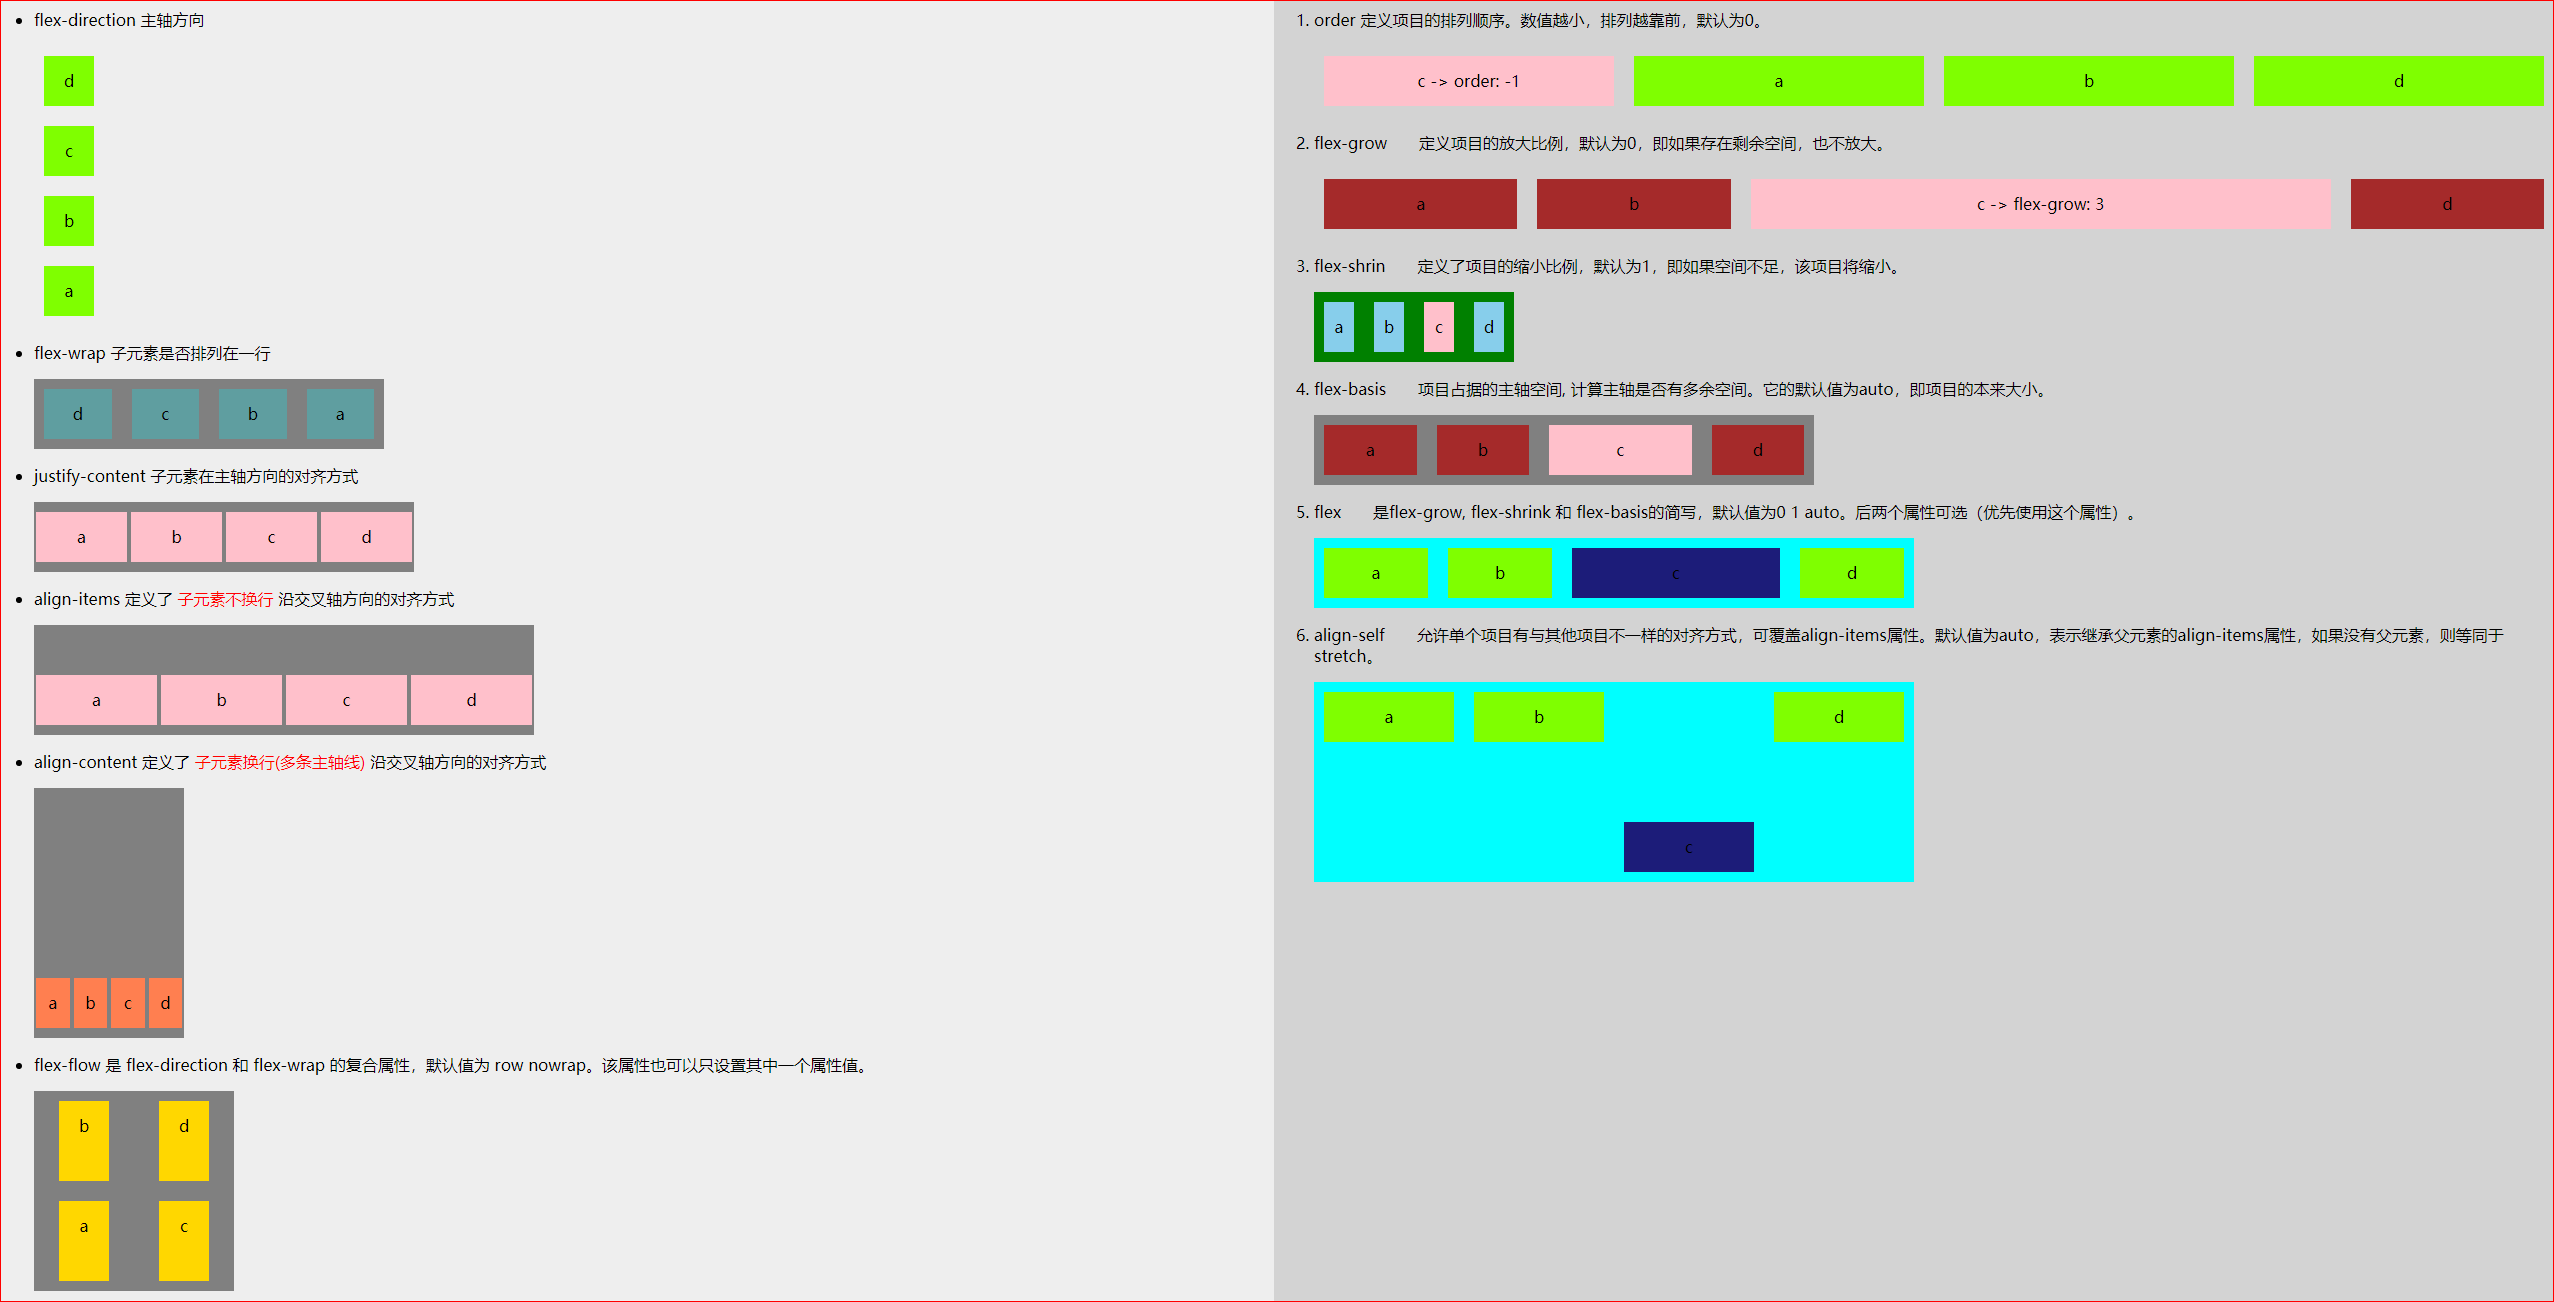 flex-direction 主轴方向
d
c
b
a
flex-wrap 子元素是否排列在一行
d c b a
justify-content 子元素在主轴方向的对齐方式
a b c d
align-items 定义了 子元素不换行 沿交叉轴方向的对齐方式
a b c d
align-content 定义了 子元素换行(多条主轴线) 沿交叉轴方向的对齐方式
a b c d
flex-flow 是 flex-direction 和 flex-wrap 的复合属性，默认值为 row nowrap。该属性也可以只设置其中一个属性值。
b d
a c
1. order 定义项目的排列顺序。数值越小，排列越靠前，默认为0。
c -> order: -1 a b d
2. flex-grow 定义项目的放大比例，默认为0，即如果存在剩余空间，也不放大。
a b c -> flex-grow: 3 d
3. flex-shrin 定义了项目的缩小比例，默认为1，即如果空间不足，该项目将缩小。
a b c d
4. flex-basis 项目占据的主轴空间, 计算主轴是否有多余空间。它的默认值为auto，即项目的本来大小。
a b c d
5. flex 是flex-grow, flex-shrink 和 flex-basis的简写，默认值为0 1 auto。后两个属性可选（优先使用这个属性）。
a b c d
6. align-self 允许单个项目有与其他项目不一样的对齐方式，可覆盖align-items属性。默认值为auto，表示继承父元素的align-items属性，如果没有父元素，则等同于
stretch。
a b d
c